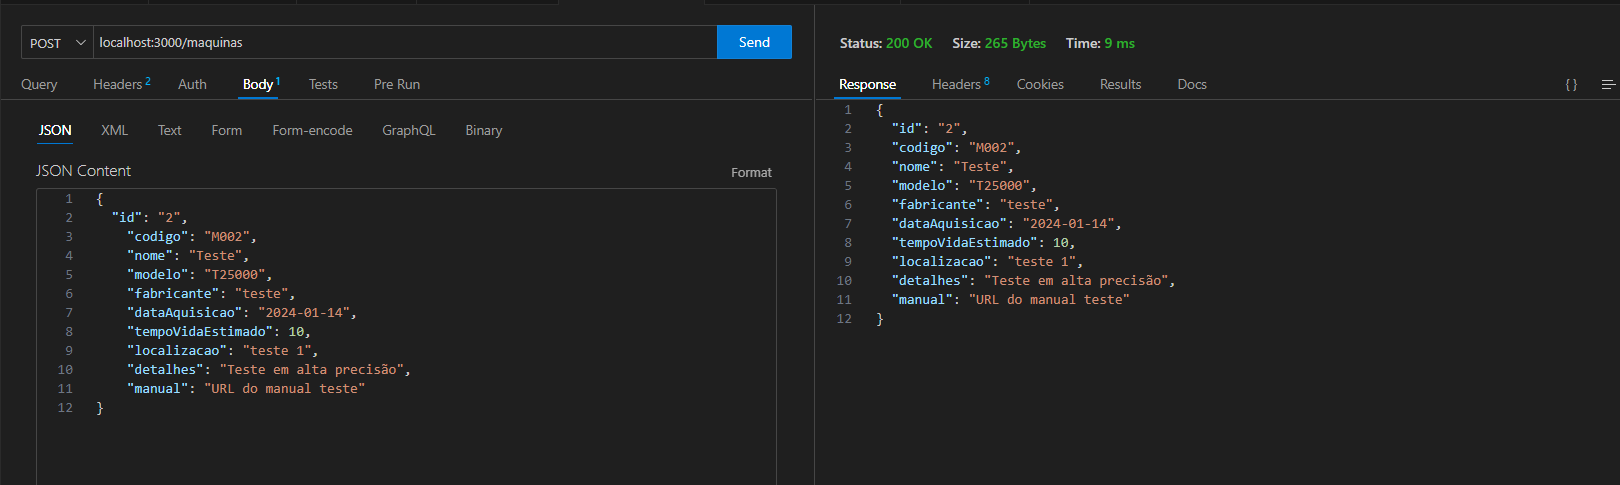 POST localhost:3000/maquinas Send
Query Headers 2 Auth Body 1 Tests Pre Run
JSON XML Text Form Form-encode GraphQL Binary
JSON Content Format
1 {
2 "id": "2",
3 "codigo": "M002",
4 "nome": "Teste",
5 "modelo": "T25000",
6 "fabricante": "teste",
7 "dataAquisicao": "2024-01-14",
8 "tempoVidaEstimado": 10,
9 "localizacao": "teste 1",
10 "detalhes": "Teste em alta precisão",
11 "manual": "URL do manual teste"
12 }
Status: 200 OK Size: 265 Bytes Time: 9 ms
Response Headers 8 Cookies Results Docs { }
1 {
2 "id": "2",
3 "codigo": "M002",
4 "nome": "Teste",
5 "modelo": "T25000",
6 "fabricante": "teste",
7 "dataAquisicao": "2024-01-14",
8 "tempoVidaEstimado": 10,
9 "localizacao": "teste 1",
10 "detalhes": "Teste em alta precisão",
11 "manual": "URL do manual teste"
12 }